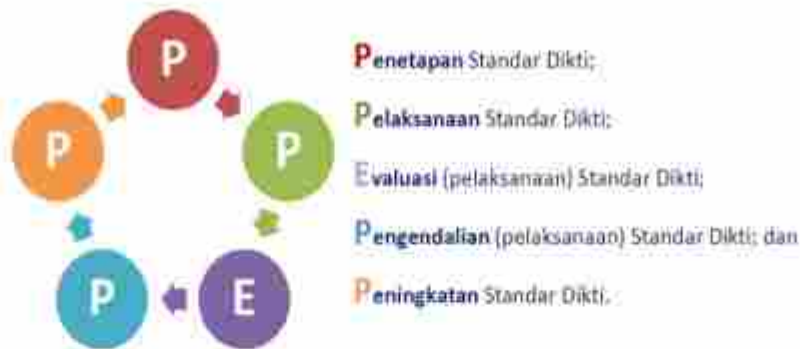 P
Penetapan Standar Dikti;
P
P
Pelaksanaan Standar Dikti;
Evaluasi (pelaksanaan) Standar Dikti;
Pengendalian (pelaksanaan) Standar Dikti; dan
P
E
Peningkatan Standar Dikti.